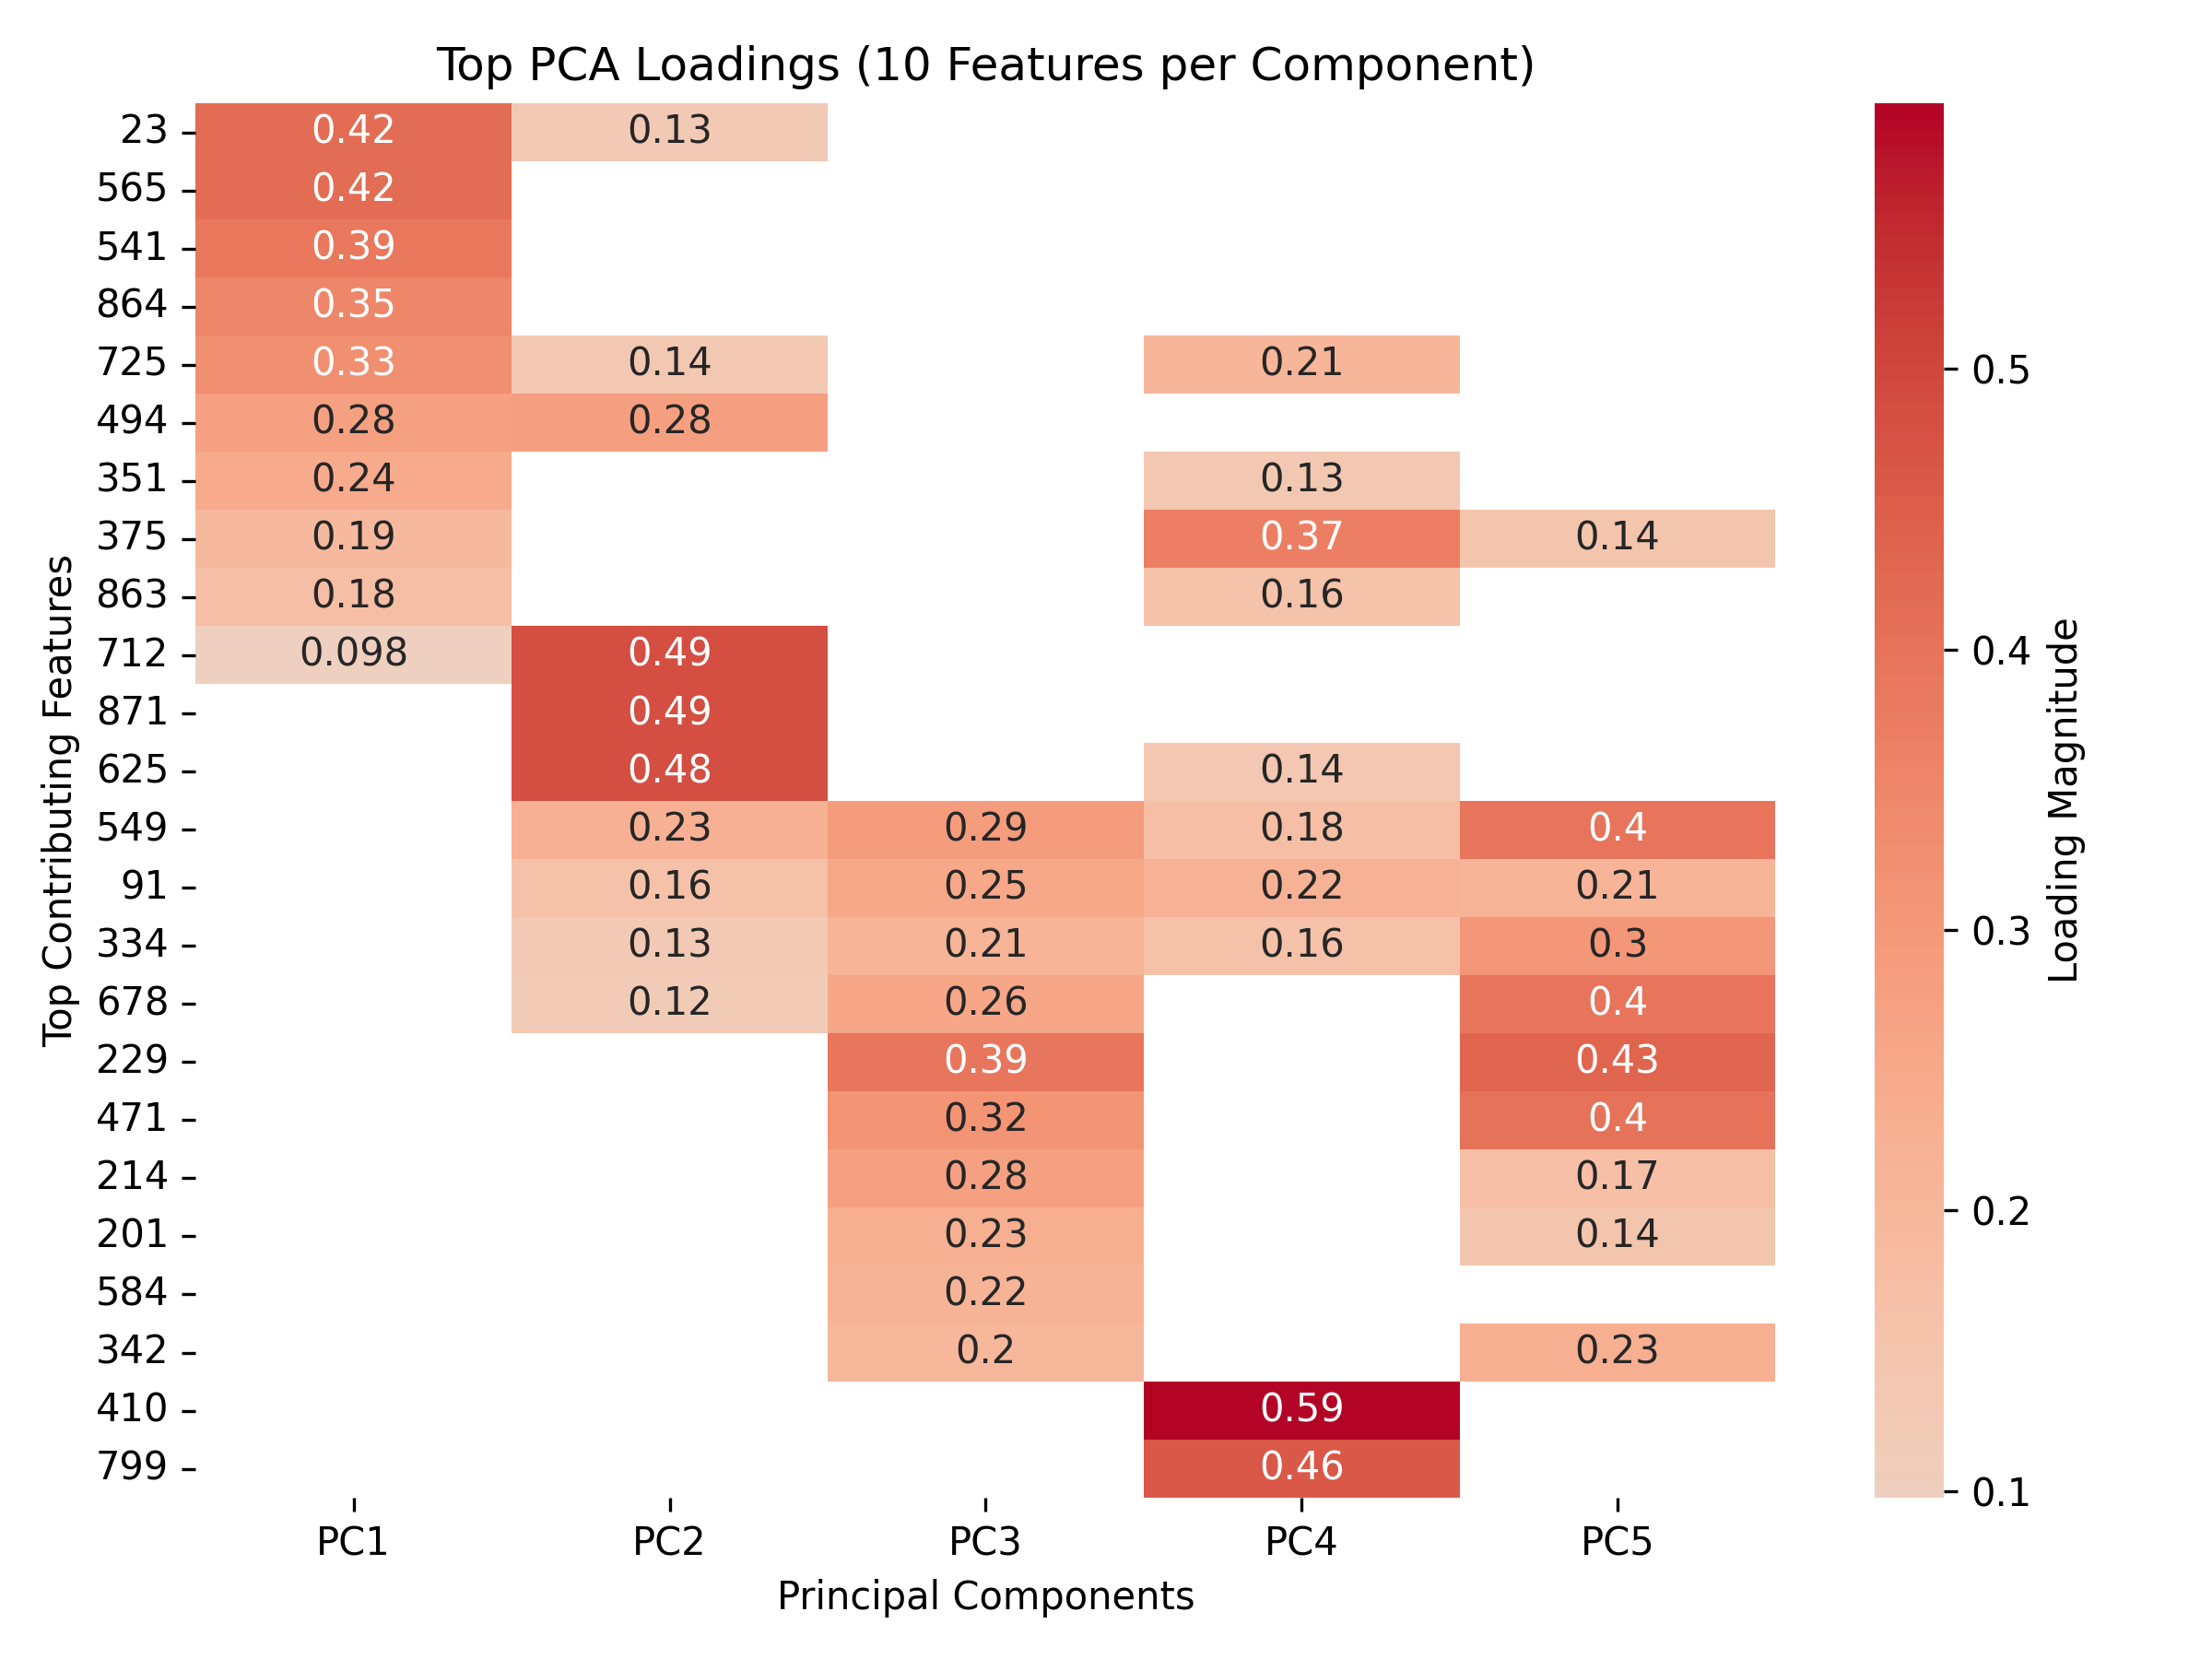 Top PCA Loadings (10 Features per Component)
Top Contributing Features
23 0.42 0.13
565 0.42
541 0.39
864 0.35
725 0.33 0.14 0.21
494 0.28 0.28
351 0.24 0.13
375 0.19 0.37 0.14
863 0.18 0.16
712 0.098 0.49
871 0.49
625 0.48 0.14
549 0.23 0.29 0.18 0.4
91 0.16 0.25 0.22 0.21
334 0.13 0.21 0.16 0.3
678 0.12 0.26 0.4
229 0.39 0.43
471 0.32 0.4
214 0.28 0.17
201 0.23 0.14
584 0.22
342 0.2 0.23
410 0.59
799 0.46
PC1 PC2 PC3 PC4 PC5
Principal Components
0.5
0.4
0.3
0.2
0.1
Loading Magnitude